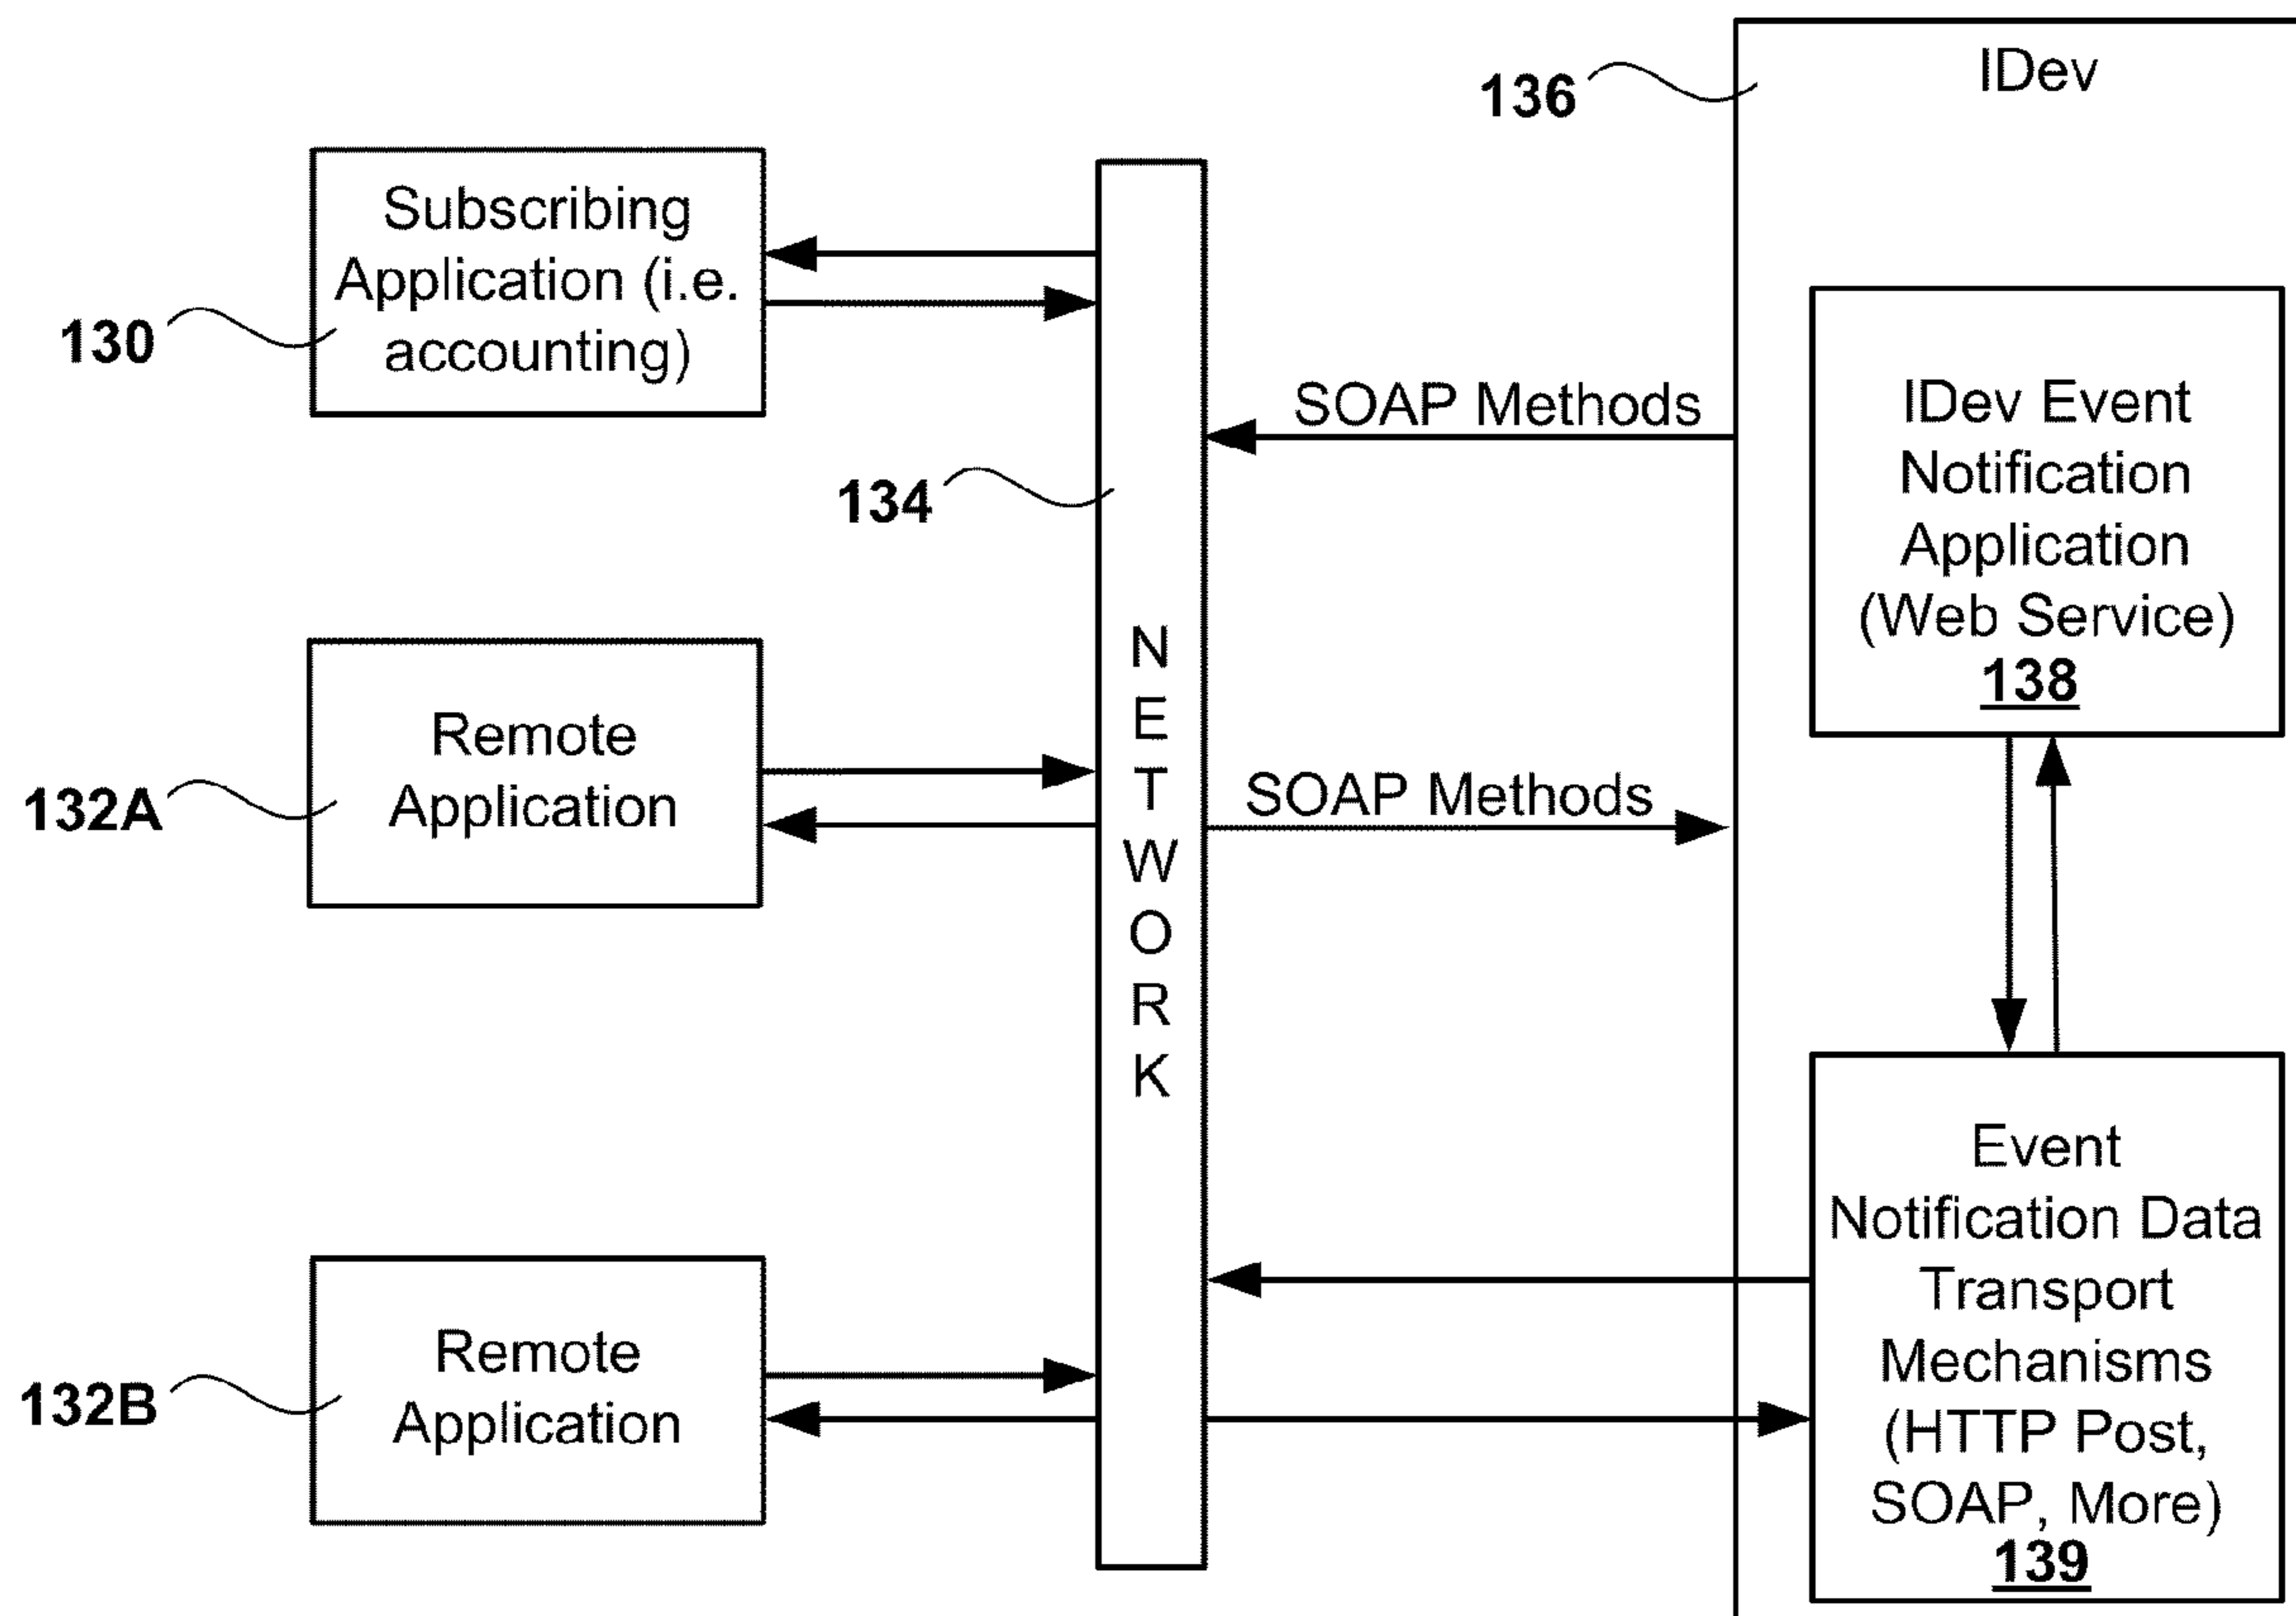 IDev
136
Subscribing
Application (i.e.
accounting)
130
SOAP Methods
134
IDev Event
Notification
Application
(Web Service)
138
Remote
Application
132A
N
E
T
W
O
R
K
SOAP Methods
Event
Notification Data
Transport
Mechanisms
(HTTP Post,
SOAP, More)
139
Remote
Application
132B